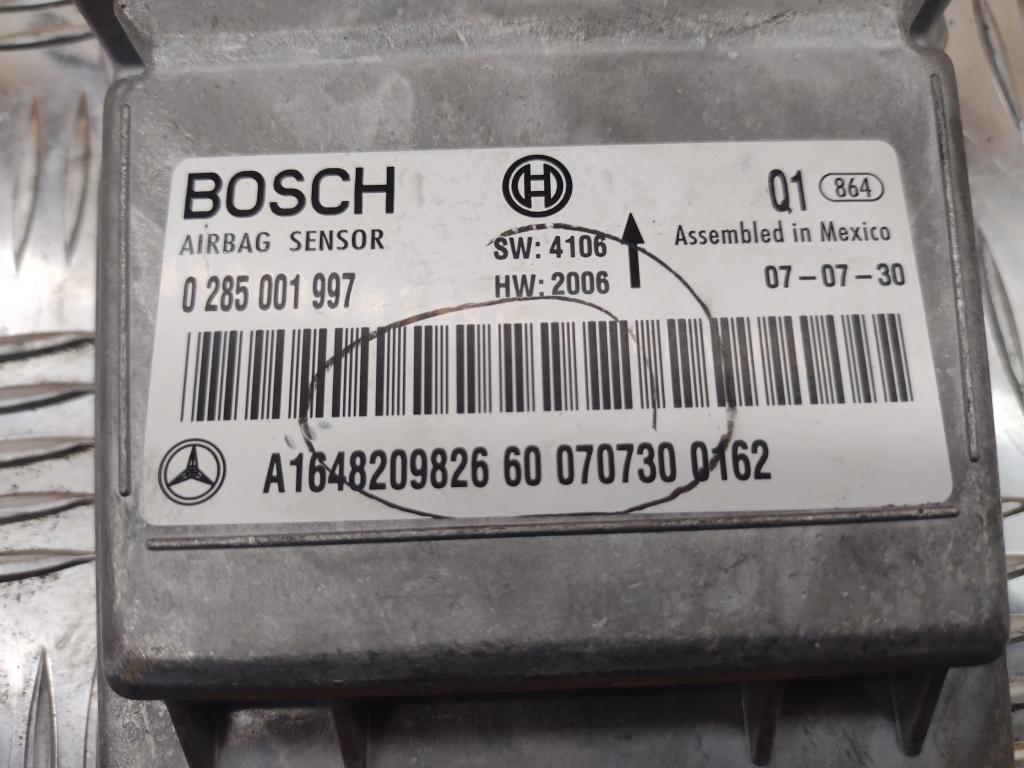 BOSCH
Q1 864
AIRBAG SENSOR
SW: 4106
Assembled in Mexico
0 285 001 997
HW: 2006
07-07-30
A1648209826 60 070730 0162